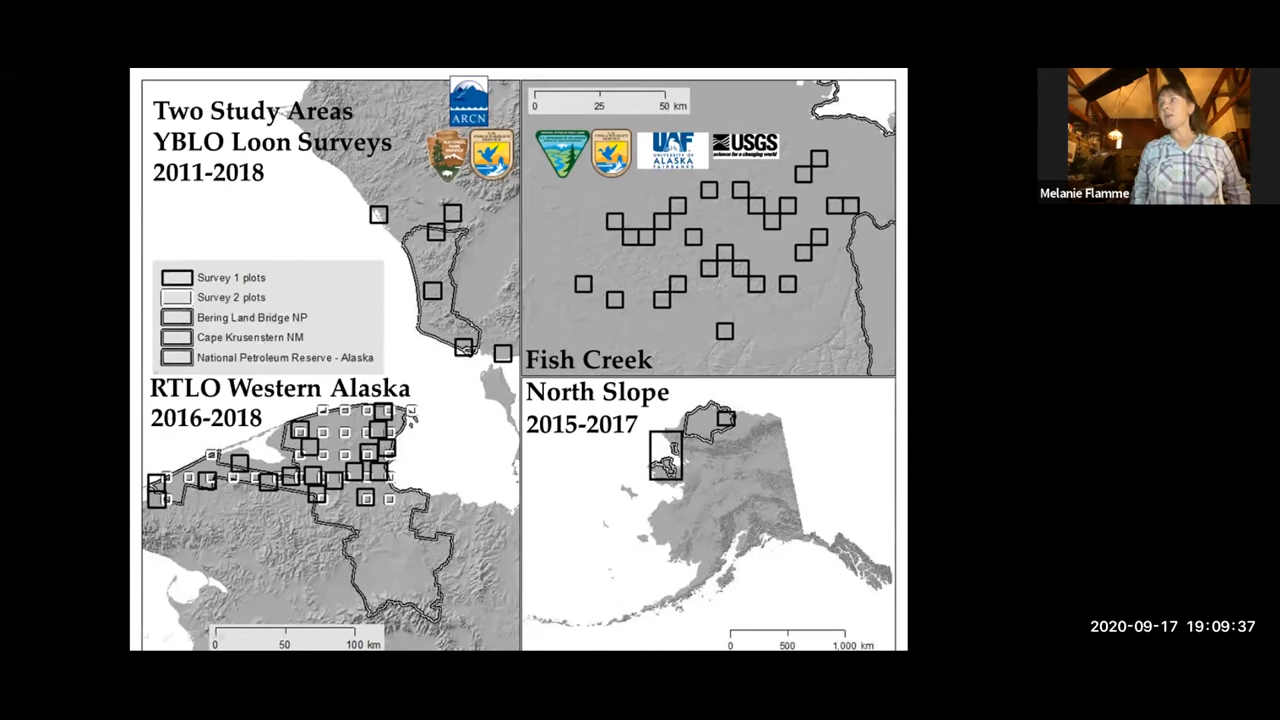 Two Study Areas
YBLO Loon Surveys
2011-2018
ARCN
Survey 1 plots
Survey 2 plots
Bering Land Bridge NP
Cape Krusenstern NM
National Petroleum Reserve - Alaska
RTLO Western Alaska
2016-2018
0 50 100 km
0 25 50 km
UAF
UNIVERSITY OF
ALASKA
FAIRBANKS
USGS
science for a changing world
Fish Creek
North Slope
2015-2017
0 500 1,000 km
Melanie Flamme
2020-09-17 19:09:37